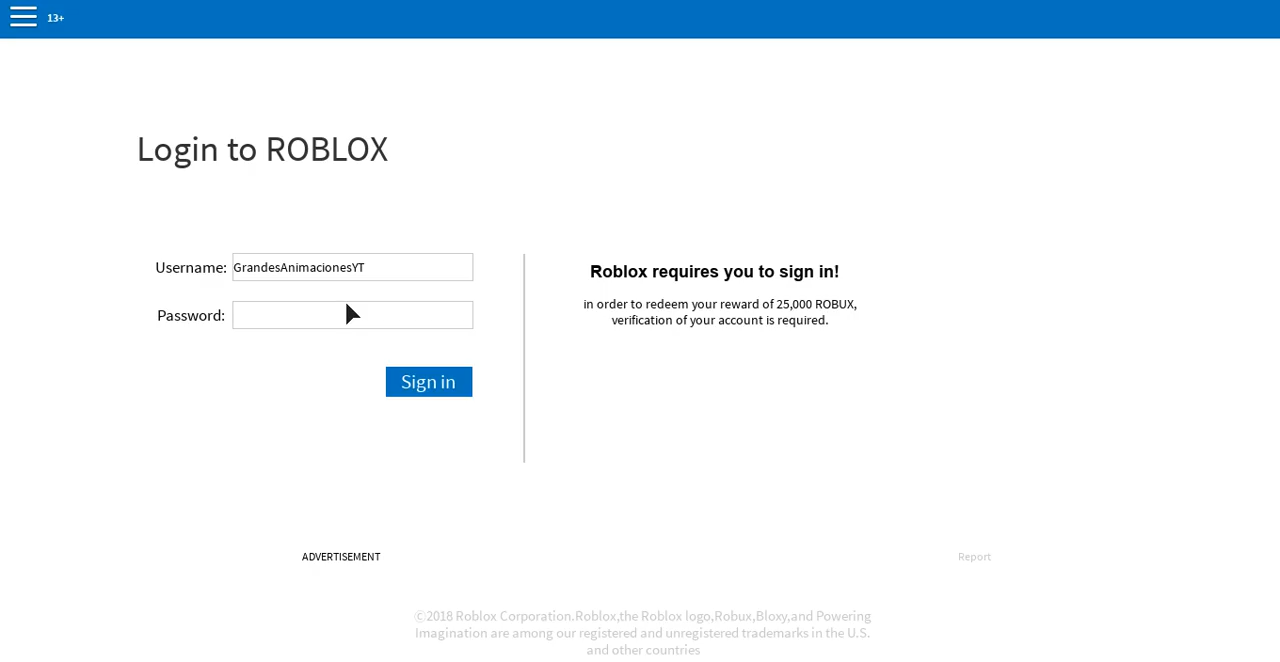 13+
Login to ROBLOX
Username: GrandesAnimacionesYT
Password:
Sign in
Roblox requires you to sign in!
in order to redeem your reward of 25,000 ROBUX,
verification of your account is required.
ADVERTISEMENT
Report
©2018 Roblox Corporation.Roblox,the Roblox logo,Robux,Bloxy,and Powering
Imagination are among our registered and unregistered trademarks in the U.S.
and other countries